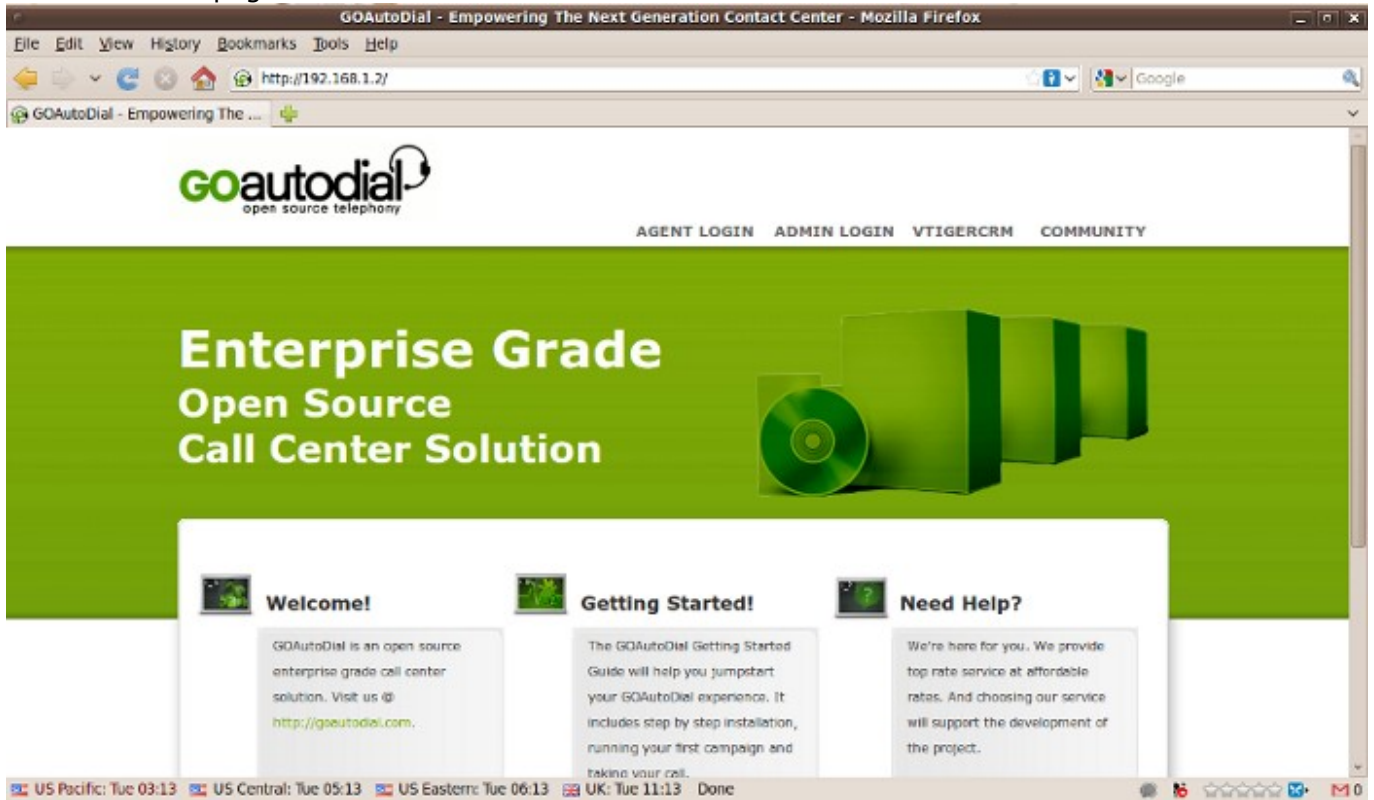 GOAutoDial - Empowering The Next Generation Contact Center - Mozilla Firefox
File Edit View History Bookmarks Tools Help
http://192.168.1.2/
Google
GOAutoDial - Empowering The ...
GOautodial
open source telephony
AGENT LOGIN ADMIN LOGIN VTIGERCRM COMMUNITY
Enterprise Grade
Open Source
Call Center Solution
Welcome!
GOAutoDial is an open source
enterprise grade call center
solution. Visit us @
http://goautodial.com.
Getting Started!
The GOAutoDial Getting Started
Guide will help you jumpstart
your GOAutoDial experience. It
includes step by step installation,
running your first campaign and
taking your call.
Need Help?
We're here for you. We provide
top rate service at affordable
rates. And choosing our service
will support the development of
the project.
US Pacific: Tue 03:13 US Central: Tue 05:13 US Eastern: Tue 06:13 UK: Tue 11:13 Done
0